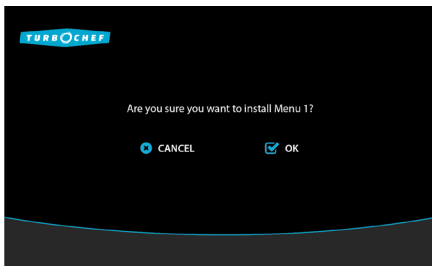 TURBOCHEF
Are you sure you want to install Menu 1?
CANCEL
OK